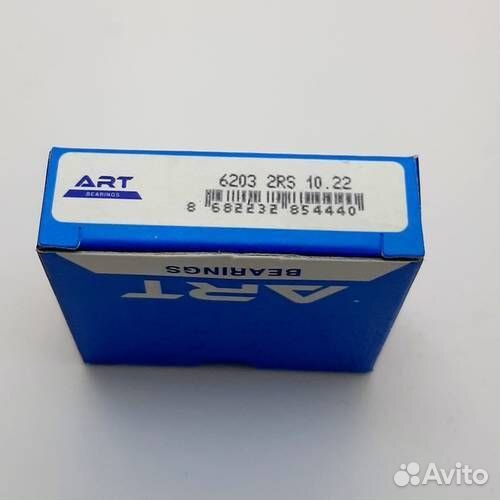 ART
BEARINGS
6203 2RS 10.22
8 682232 854440
BEARINGS
ART
Avito